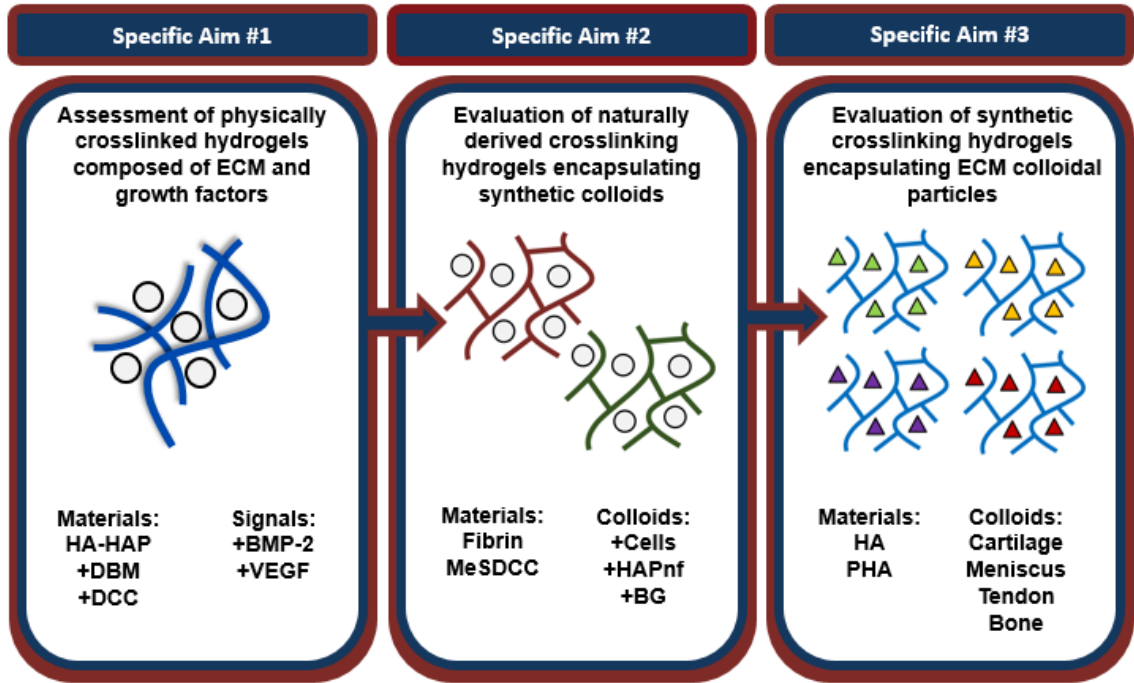 Specific Aim #1
Assessment of physically
crosslinked hydrogels
composed of ECM and
growth factors
Materials:
HA-HAP
+DBM
+DCC
Signals:
+BMP-2
+VEGF
Specific Aim #2
Evaluation of naturally
derived crosslinking
hydrogels encapsulating
synthetic colloids
Materials:
Fibrin
MeSDCC
Colloids:
+Cells
+HAPnf
+BG
Specific Aim #3
Evaluation of synthetic
crosslinking hydrogels
encapsulating ECM colloidal
particles
Materials:
HA
PHA
Colloids:
Cartilage
Meniscus
Tendon
Bone